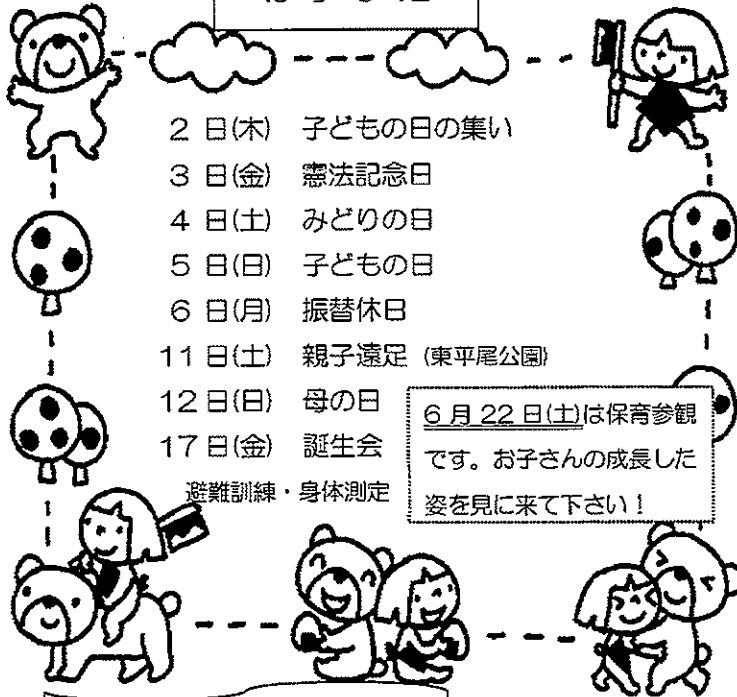 2 日(木) 子どもの日の集い
3 日(金) 憲法記念日
4 日(土) みどりの日
5 日(日) 子どもの日
6 日(月) 振替休日
11 日(土) 親子遠足 (東平尾公園)
12 日(日) 母の日
17 日(金) 誕生会
避難訓練・身体測定
6 月 22 日(土)は保育参観
です。お子さんの成長した
姿を見に来て下さい！